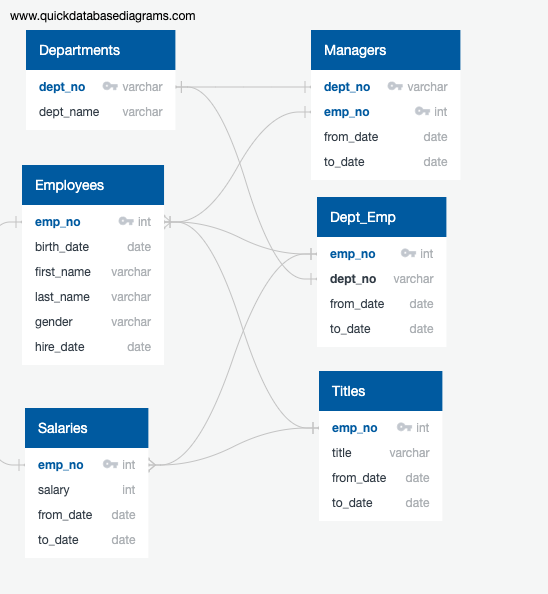 www.quickdatabasediagrams.com
Departments
dept_no varchar
dept_name varchar
Managers
dept_no varchar
emp_no int
from_date date
to_date date
Employees
emp_no int
birth_date date
first_name varchar
last_name varchar
gender varchar
hire_date date
Dept_Emp
emp_no int
dept_no varchar
from_date date
to_date date
Titles
emp_no int
title varchar
from_date date
to_date date
Salaries
emp_no int
salary int
from_date date
to_date date